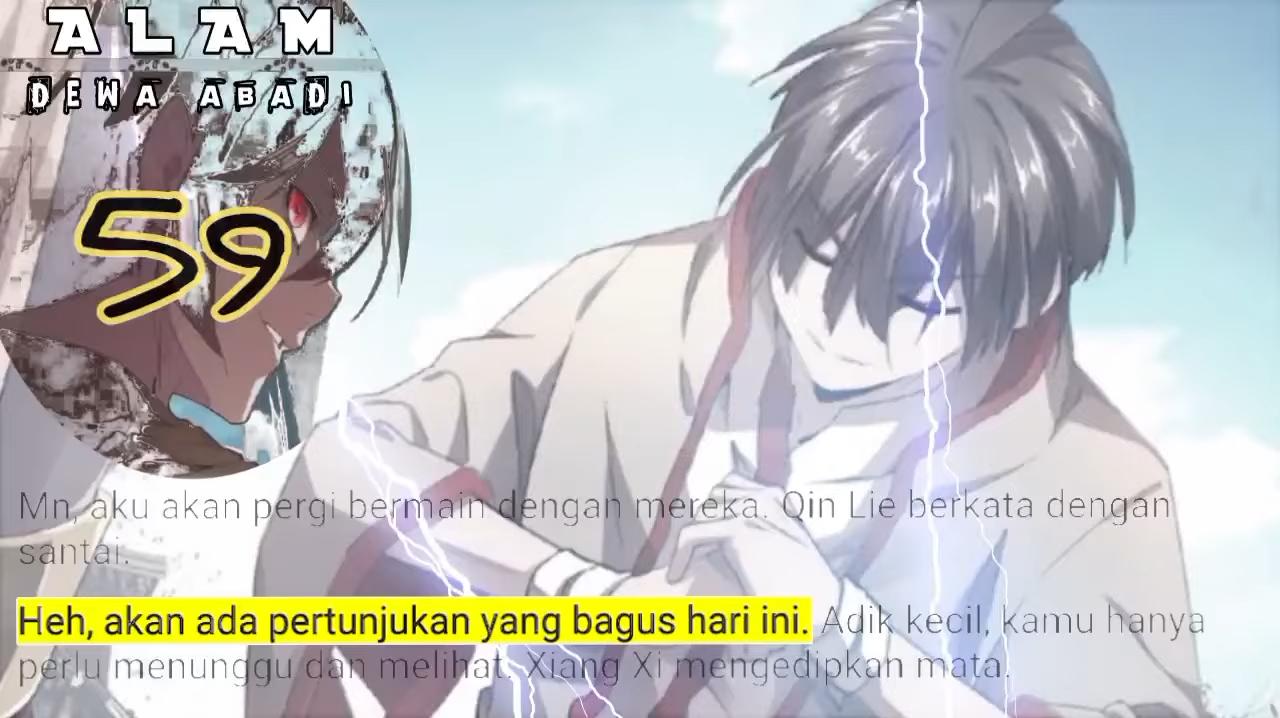 ALAM
DEWA ABADI
59
Mn, aku akan pergi bermain dengan mereka. Qin Lie berkata dengan
santai.
Heh, akan ada pertunjukan yang bagus hari ini. Adik kecil, kamu hanya
perlu menunggu dan melihat. Xiang Xi mengedipkan mata.